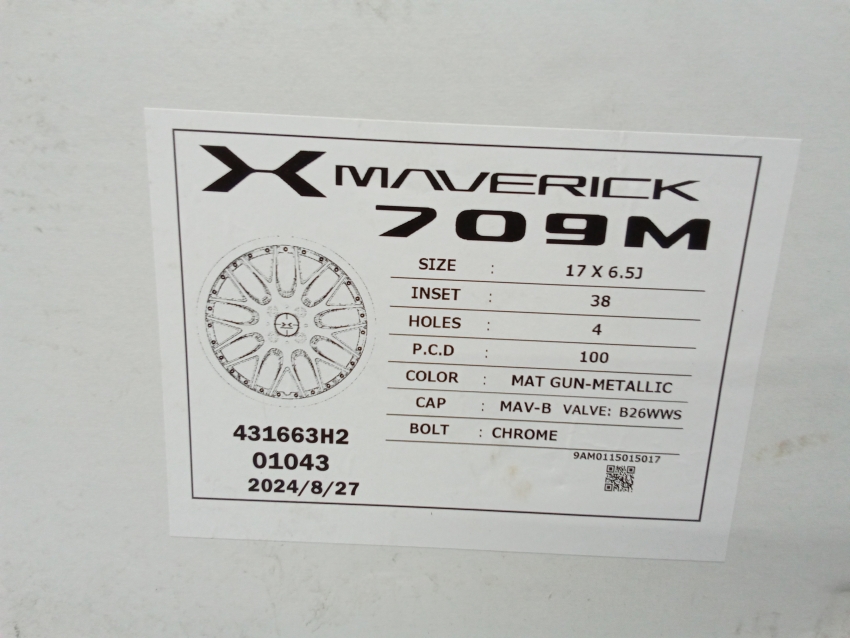 MAVERICK
709M
SIZE : 17 X 6.5J
INSET : 38
HOLES : 4
P.C.D : 100
COLOR : MAT GUN-METALLIC
CAP : MAV-B VALVE: B26WWS
BOLT : CHROME
9AM0115015017
431663H2
01043
2024/8/27